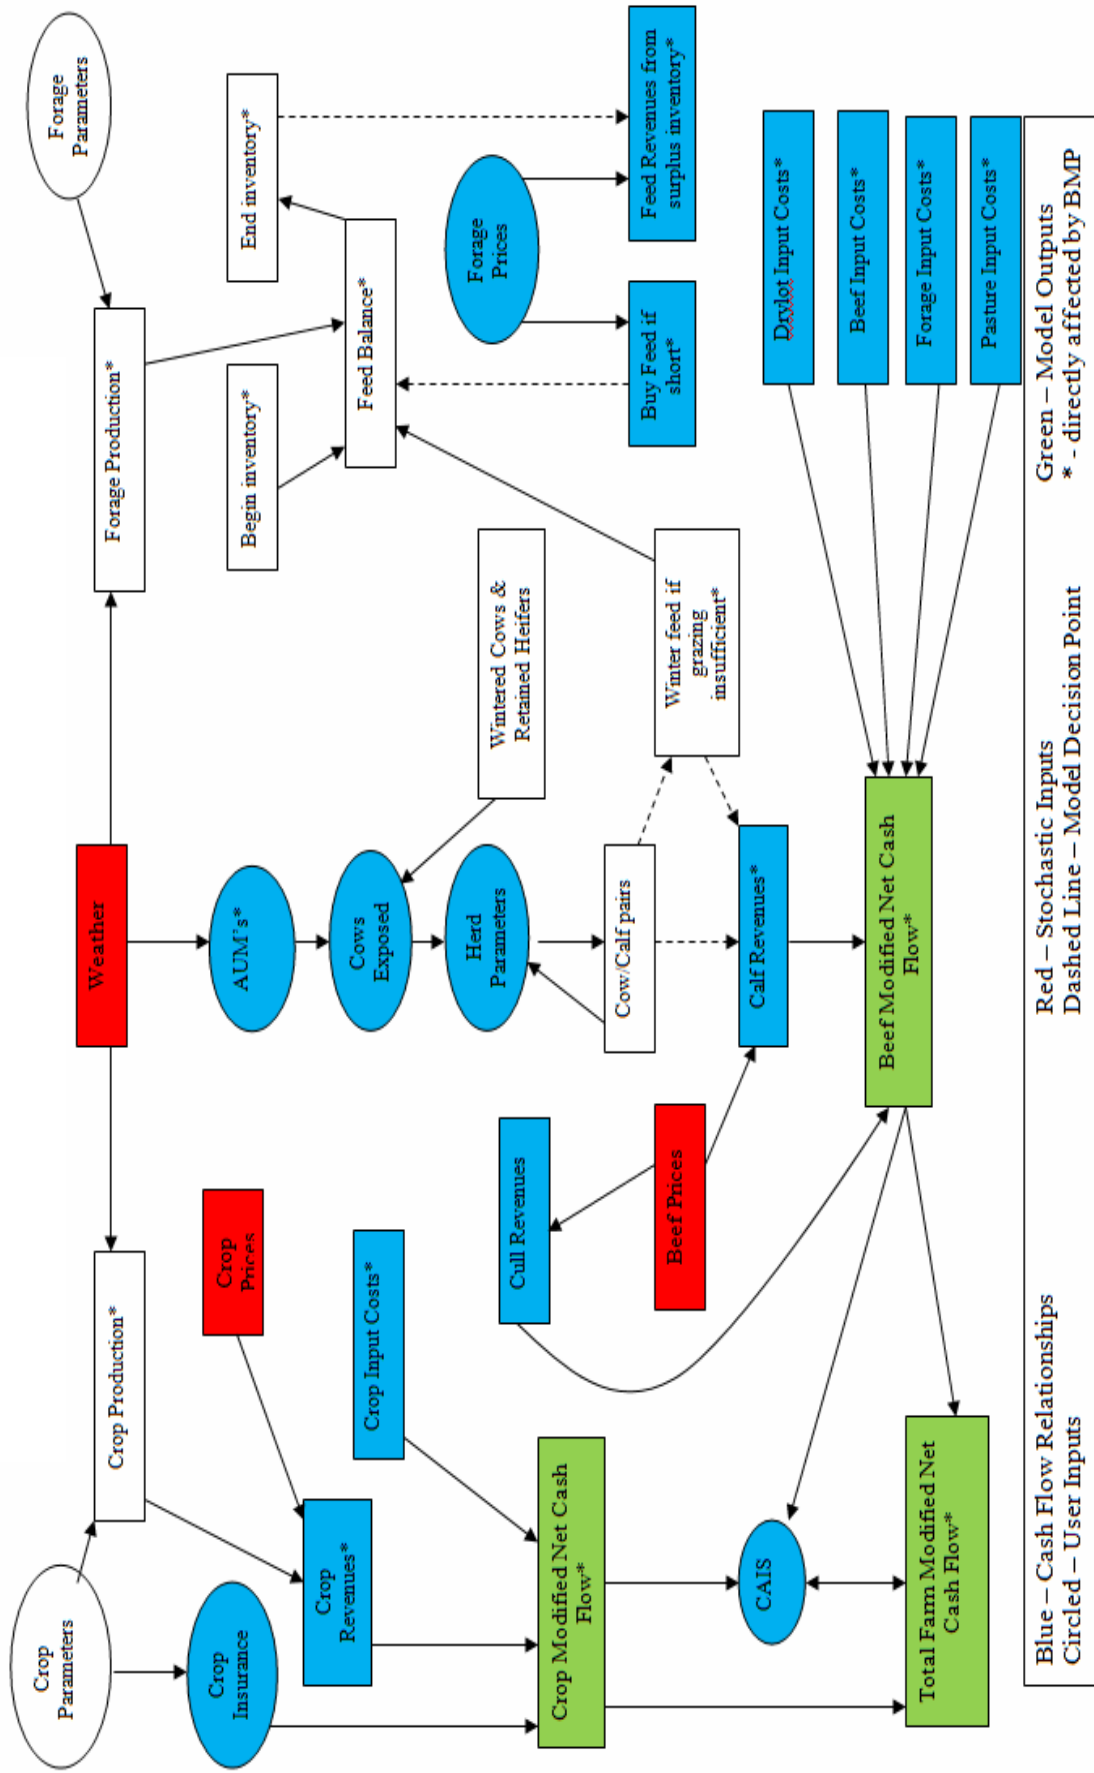 Crop
Parameters
Crop Production*
Weather
Forage Production*
Forage
Parameters
Crop
Insurance
Crop
Prices
AUM's*
Begin inventory*
End inventory*
Crop
Revenues*
Crop Input Costs*
Cows
Exposed
Feed Balance*
Cull Revenues
Herd
Parameters
Wintered Cows &
Retained Heifers
Forage
Prices
Crop Modified Net Cash
Flow*
Beef Prices
Cow/Calf pairs
Winter feed if
grazing
insufficient*
Buy Feed if
short*
Feed Revenues from
surplus inventory*
CAIS
Calf Revenues*
Drylot Input Costs*
Beef Input Costs*
Forage Input Costs*
Pasture Input Costs*
Total Farm Modified Net
Cash Flow*
Beef Modified Net Cash
Flow*
Blue – Cash Flow Relationships
Red – Stochastic Inputs
Green – Model Outputs
Circled – User Inputs
Dashed Line – Model Decision Point
* - directly affected by BMP